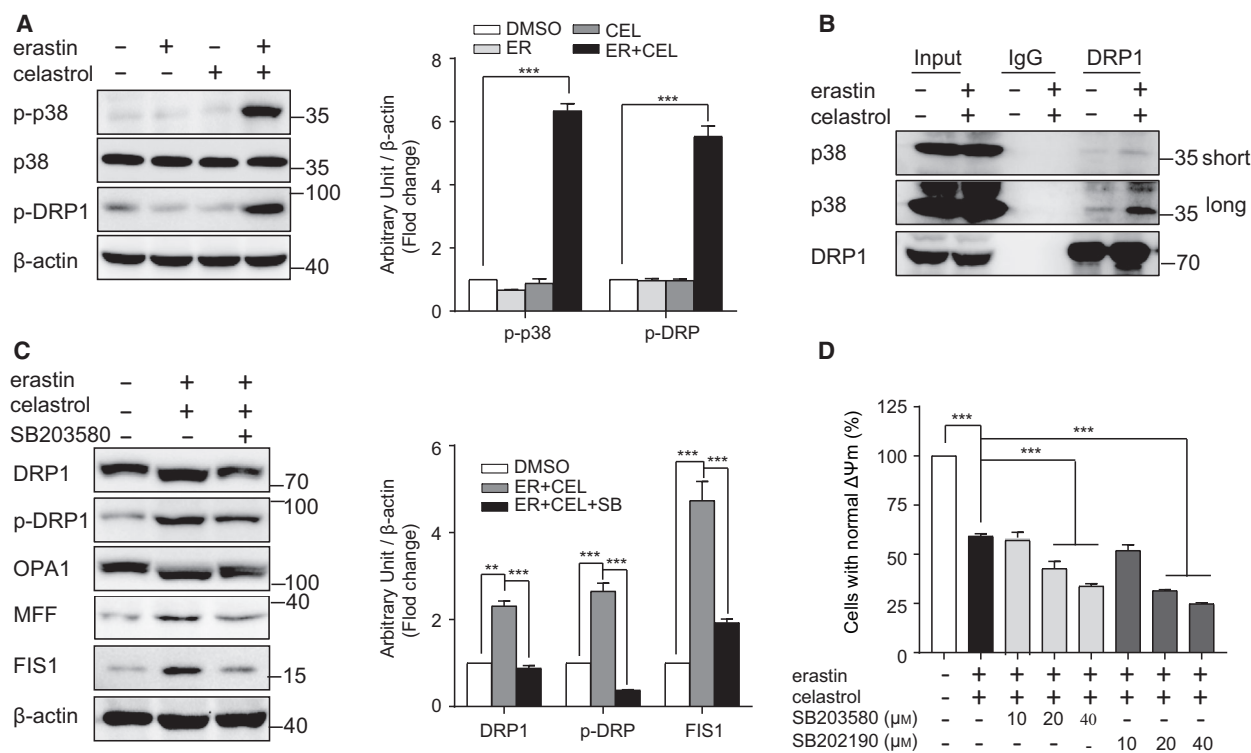 A
erastin - + - +
celastrol - - + +
p-p38
35
p38
35
100
p-DRP1
β-actin
40
DMSO CEL
ER ER+CEL
Arbitrary Unit / β-actin
(Flod change)
8
6
4
2
0
***
***
p-p38 p-DRP
B
Input IgG DRP1
erastin - + + - +
celastrol - + + - +
p38
35 short
p38
35 long
DRP1
70
C
erastin - + +
celastrol - + +
SB203580 - - +
DRP1
70
100
p-DRP1
OPA1
100
40
MFF
FIS1
15
β-actin
40
DMSO
ER+CEL
ER+CEL+SB
Arbitrary Unit / β-actin
(Flod change)
6
4
2
0
** ***
*** ***
*** ***
DRP1 p-DRP FIS1
D
Cells with normal ΔΨm (%)
125
100
75
50
25
0
***
***
***
erastin - + + + + + + +
celastrol - + + + + + + +
SB203580 (μM) - - 10 20 40 - - -
SB202190 (μM) - - - - - 10 20 40